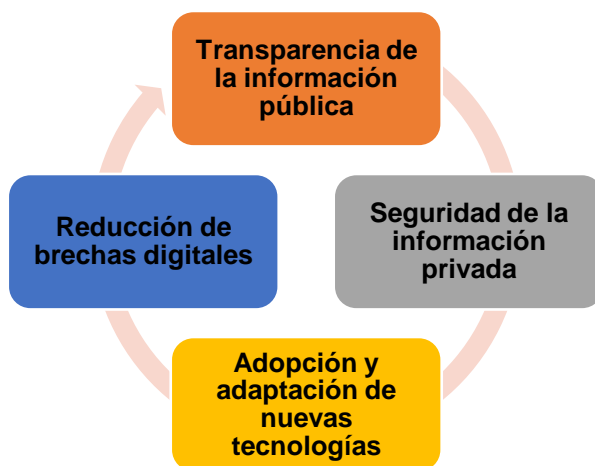 Transparencia de
la información
pública
Seguridad de la
información
privada
Adopción y
adaptación de
nuevas
tecnologías
Reducción de
brechas digitales